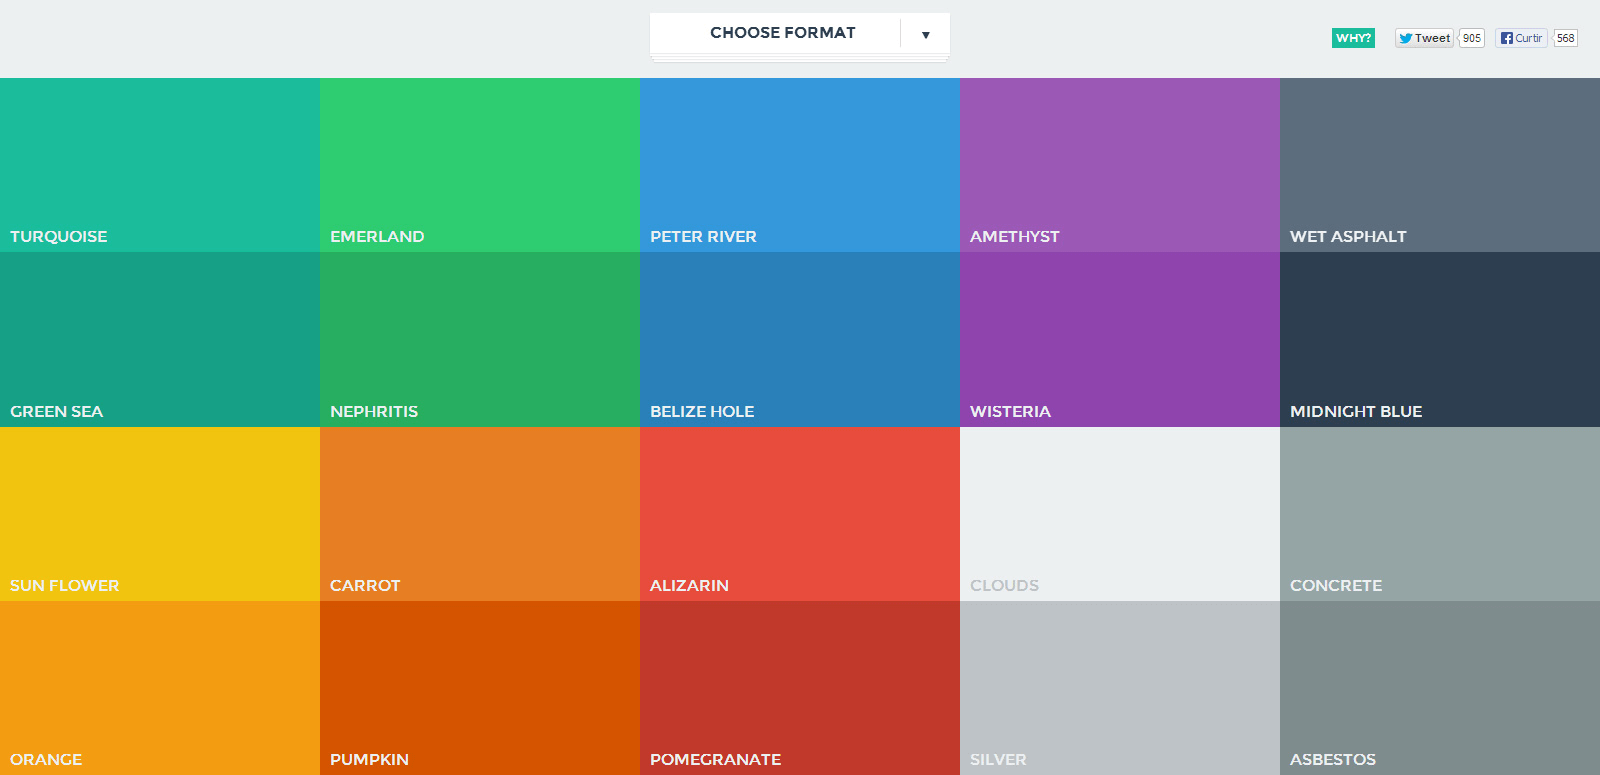 CHOOSE FORMAT ▼
WHY? Tweet 905 Curtir 568
TURQUOISE EMERLAND PETER RIVER AMETHYST WET ASPHALT
GREEN SEA NEPHRITIS BELIZE HOLE WISTERIA MIDNIGHT BLUE
SUN FLOWER CARROT ALIZARIN CLOUDS CONCRETE
ORANGE PUMPKIN POMEGRANATE SILVER ASBESTOS